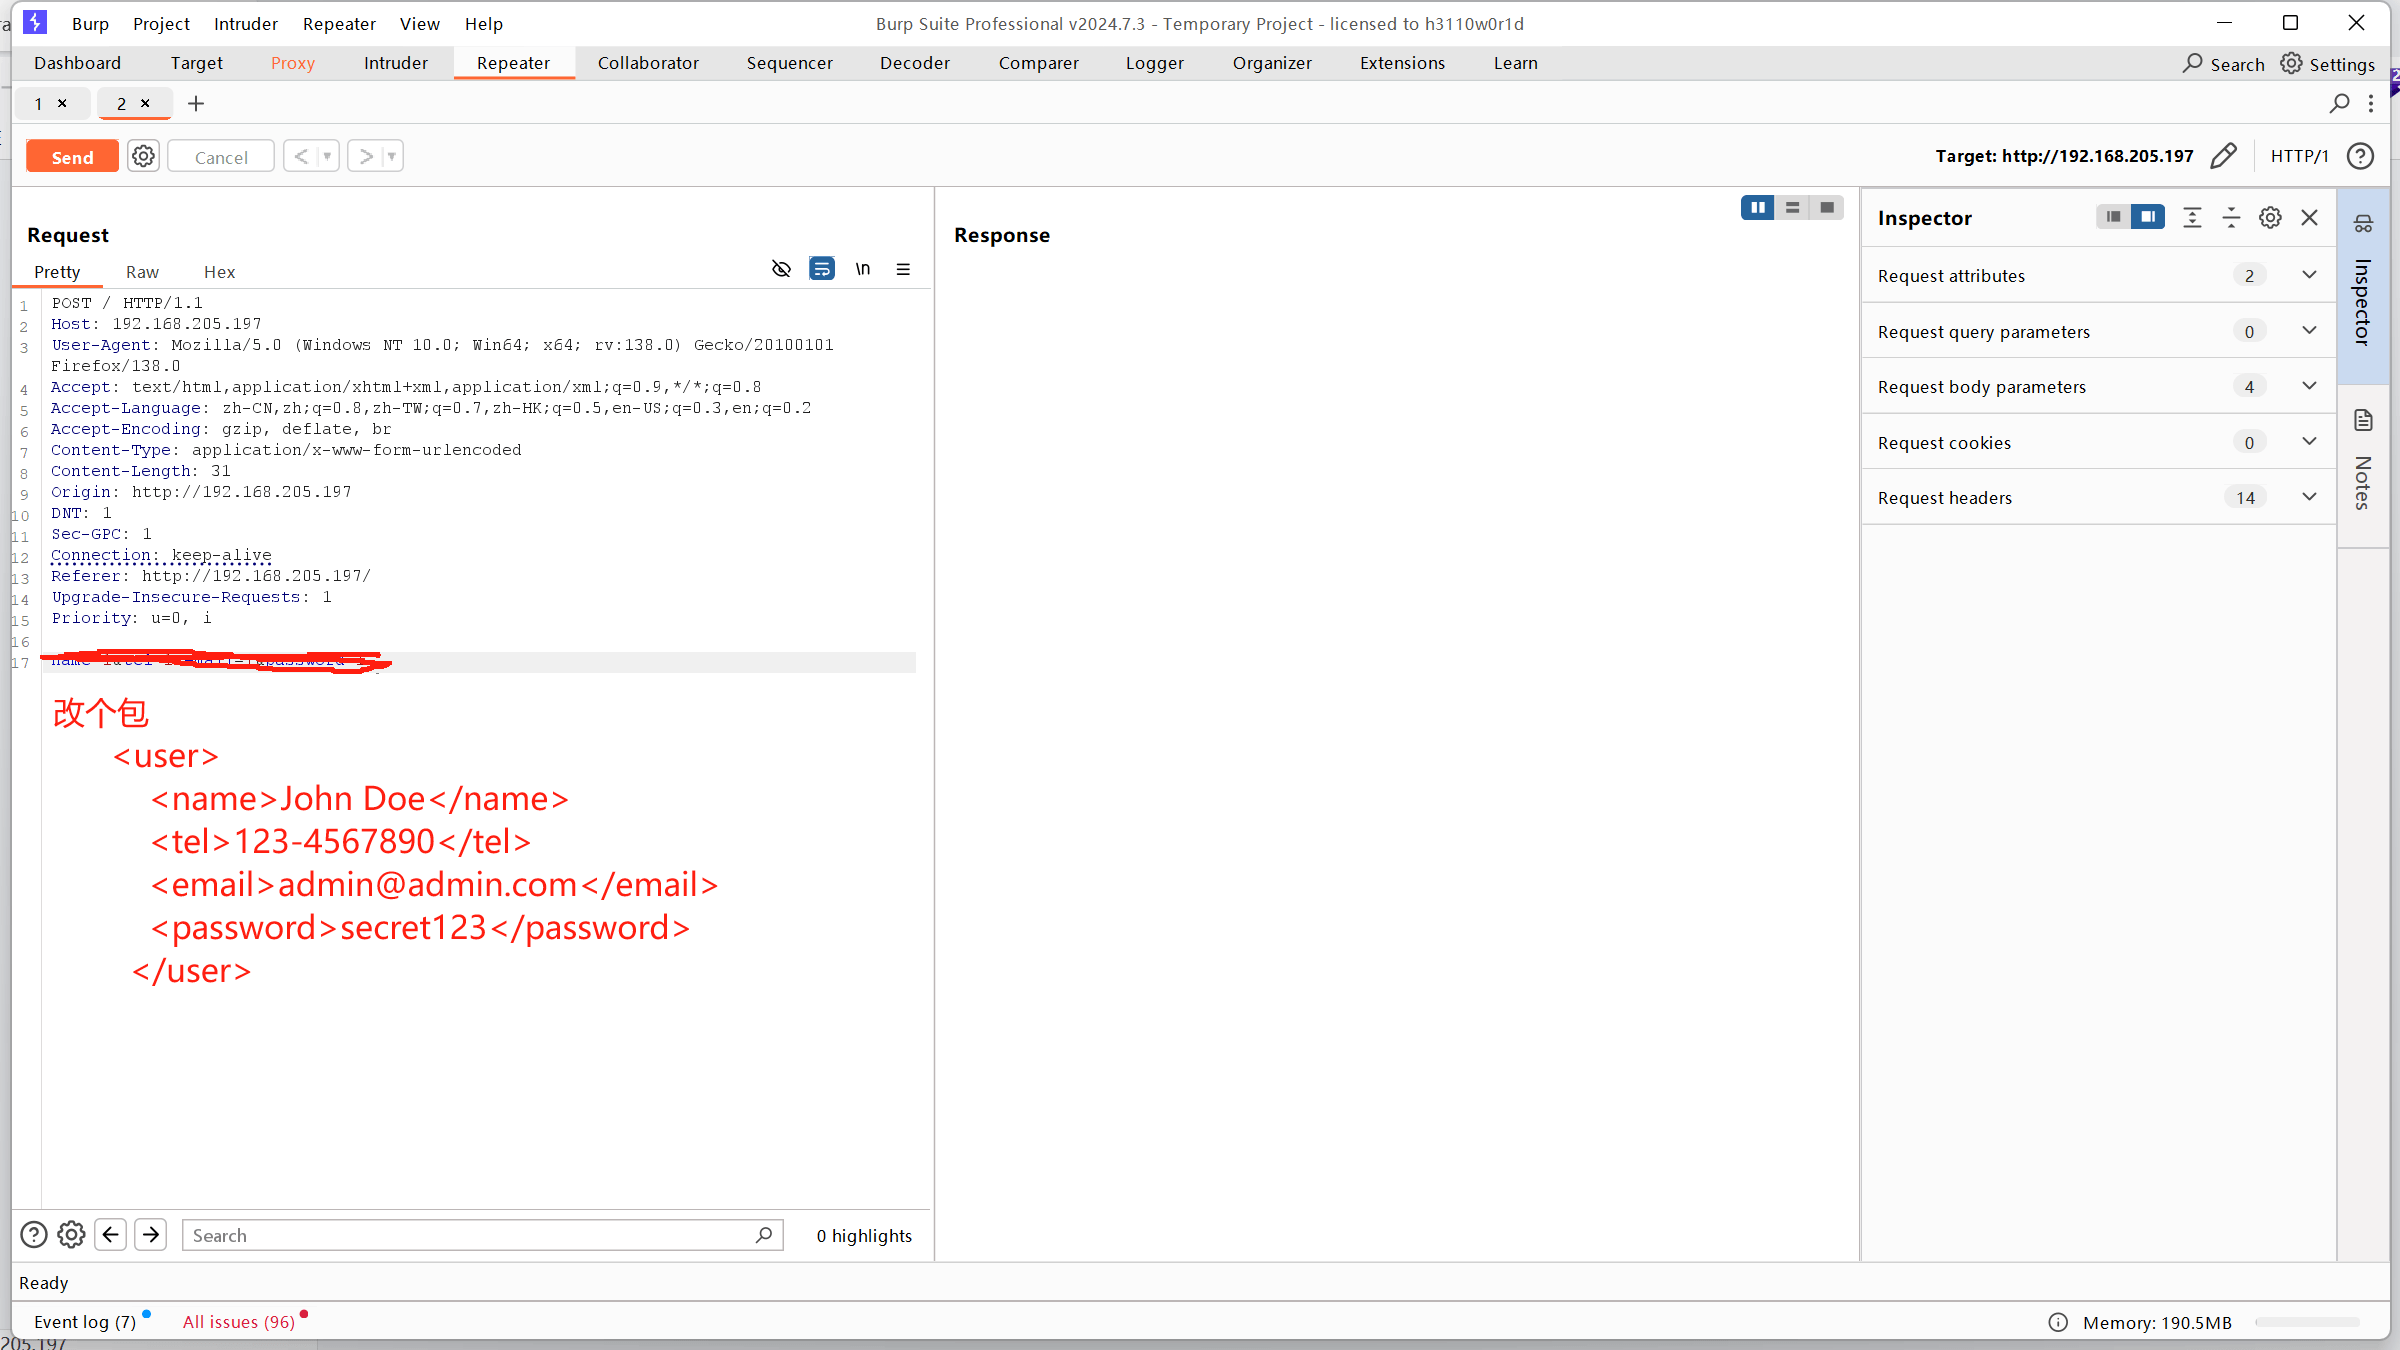 Burp Project Intruder Repeater View Help
Burp Suite Professional v2024.7.3 - Temporary Project - licensed to h3110w0r1d
Dashboard Target Proxy Intruder Repeater Collaborator Sequencer Decoder Comparer Logger Organizer Extensions Learn
Search Settings
1 × 2 × +
Send Cancel < >
Target: http://192.168.205.197 HTTP/1
Request
Pretty Raw Hex
\n
1 POST / HTTP/1.1
2 Host: 192.168.205.197
3 User-Agent: Mozilla/5.0 (Windows NT 10.0; Win64; x64; rv:138.0) Gecko/20100101
Firefox/138.0
4 Accept: text/html,application/xhtml+xml,application/xml;q=0.9,*/*;q=0.8
5 Accept-Language: zh-CN,zh;q=0.8,zh-TW;q=0.7,zh-HK;q=0.5,en-US;q=0.3,en;q=0.2
6 Accept-Encoding: gzip, deflate, br
7 Content-Type: application/x-www-form-urlencoded
8 Content-Length: 31
9 Origin: http://192.168.205.197
10 DNT: 1
11 Sec-GPC: 1
12 Connection: keep-alive
13 Referer: http://192.168.205.197/
14 Upgrade-Insecure-Requests: 1
15 Priority: u=0, i
16
17
改个包
<user>
<name>John Doe</name>
<tel>123-4567890</tel>
<email>admin@admin.com</email>
<password>secret123</password>
</user>
Search
0 highlights
Response
Inspector
Request attributes 2
Request query parameters 0
Request body parameters 4
Request cookies 0
Request headers 14
Inspector
Notes
Ready
Event log (7) All issues (96)
Memory: 190.5MB
205.197